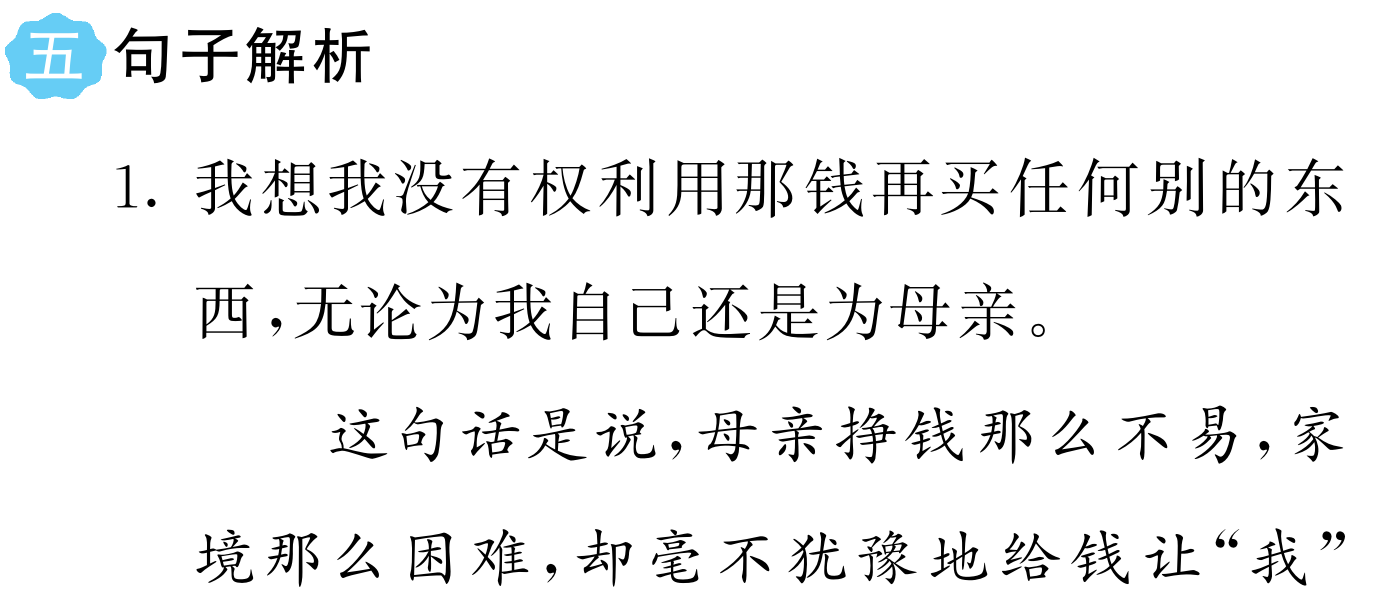 五 句子解析
1. 我想我没有权利用那钱再买任何别的东
西,无论为我自己还是为母亲。
这句话是说,母亲挣钱那么不易,家
境那么困难,却毫不犹豫地给钱让“我”